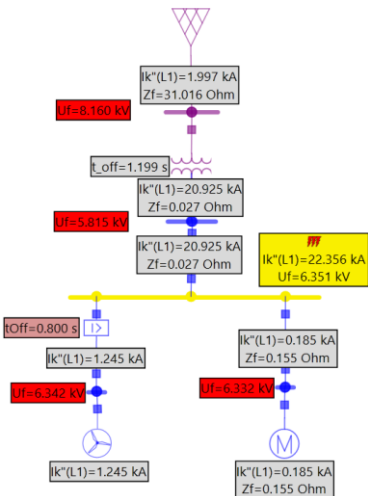 Ik"(L1)=1.997 kA
Zf=31.016 Ohm
Uf=8.160 kV
t_off=1.199 s
Ik"(L1)=20.925 kA
Zf=0.027 Ohm
Uf=5.815 kV
Ik"(L1)=20.925 kA
Zf=0.027 Ohm
Ik"(L1)=22.356 kA
Uf=6.351 kV
tOff=0.800 s
I>
Ik"(L1)=1.245 kA
Ik"(L1)=0.185 kA
Zf=0.155 Ohm
Uf=6.342 kV
Uf=6.332 kV
M
Ik"(L1)=1.245 kA
Ik"(L1)=0.185 kA
Zf=0.155 Ohm